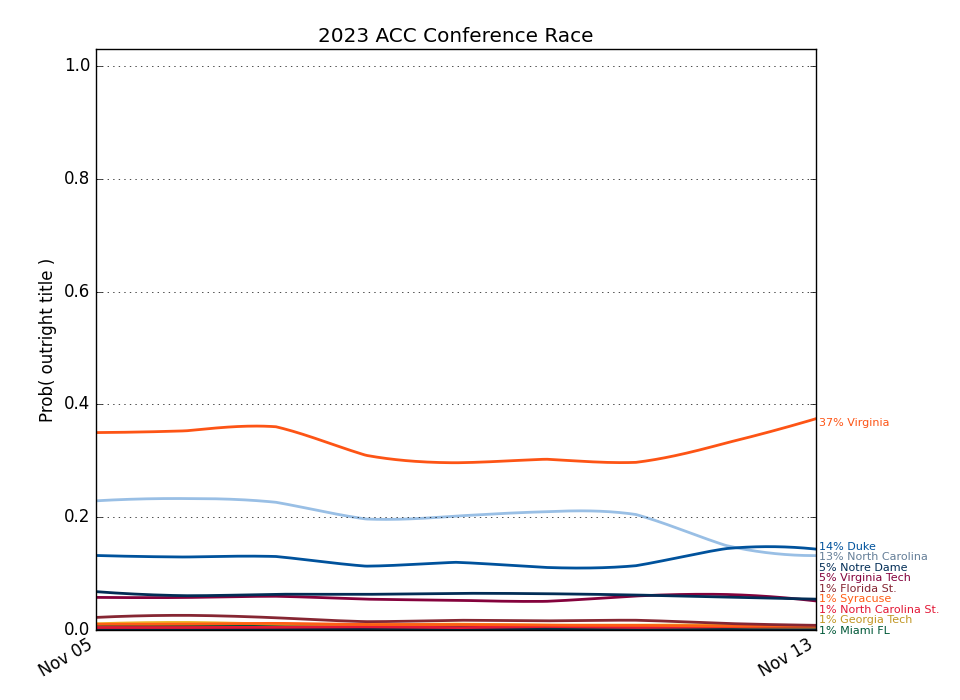 2023 ACC Conference Race
Prob( outright title )
1.0
0.8
0.6
0.4
0.2
0.0
Nov 05
Nov 13
37% Virginia
14% Duke
13% North Carolina
5% Notre Dame
5% Virginia Tech
1% Florida St.
1% Syracuse
1% North Carolina St.
1% Georgia Tech
1% Miami FL